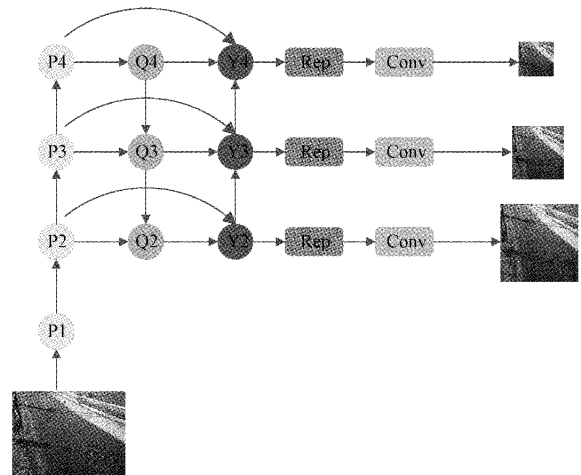 P4 Q4 Y4 Rep Conv
P3 Q3 Y3 Rep Conv
P2 Q2 Y2 Rep Conv
P1